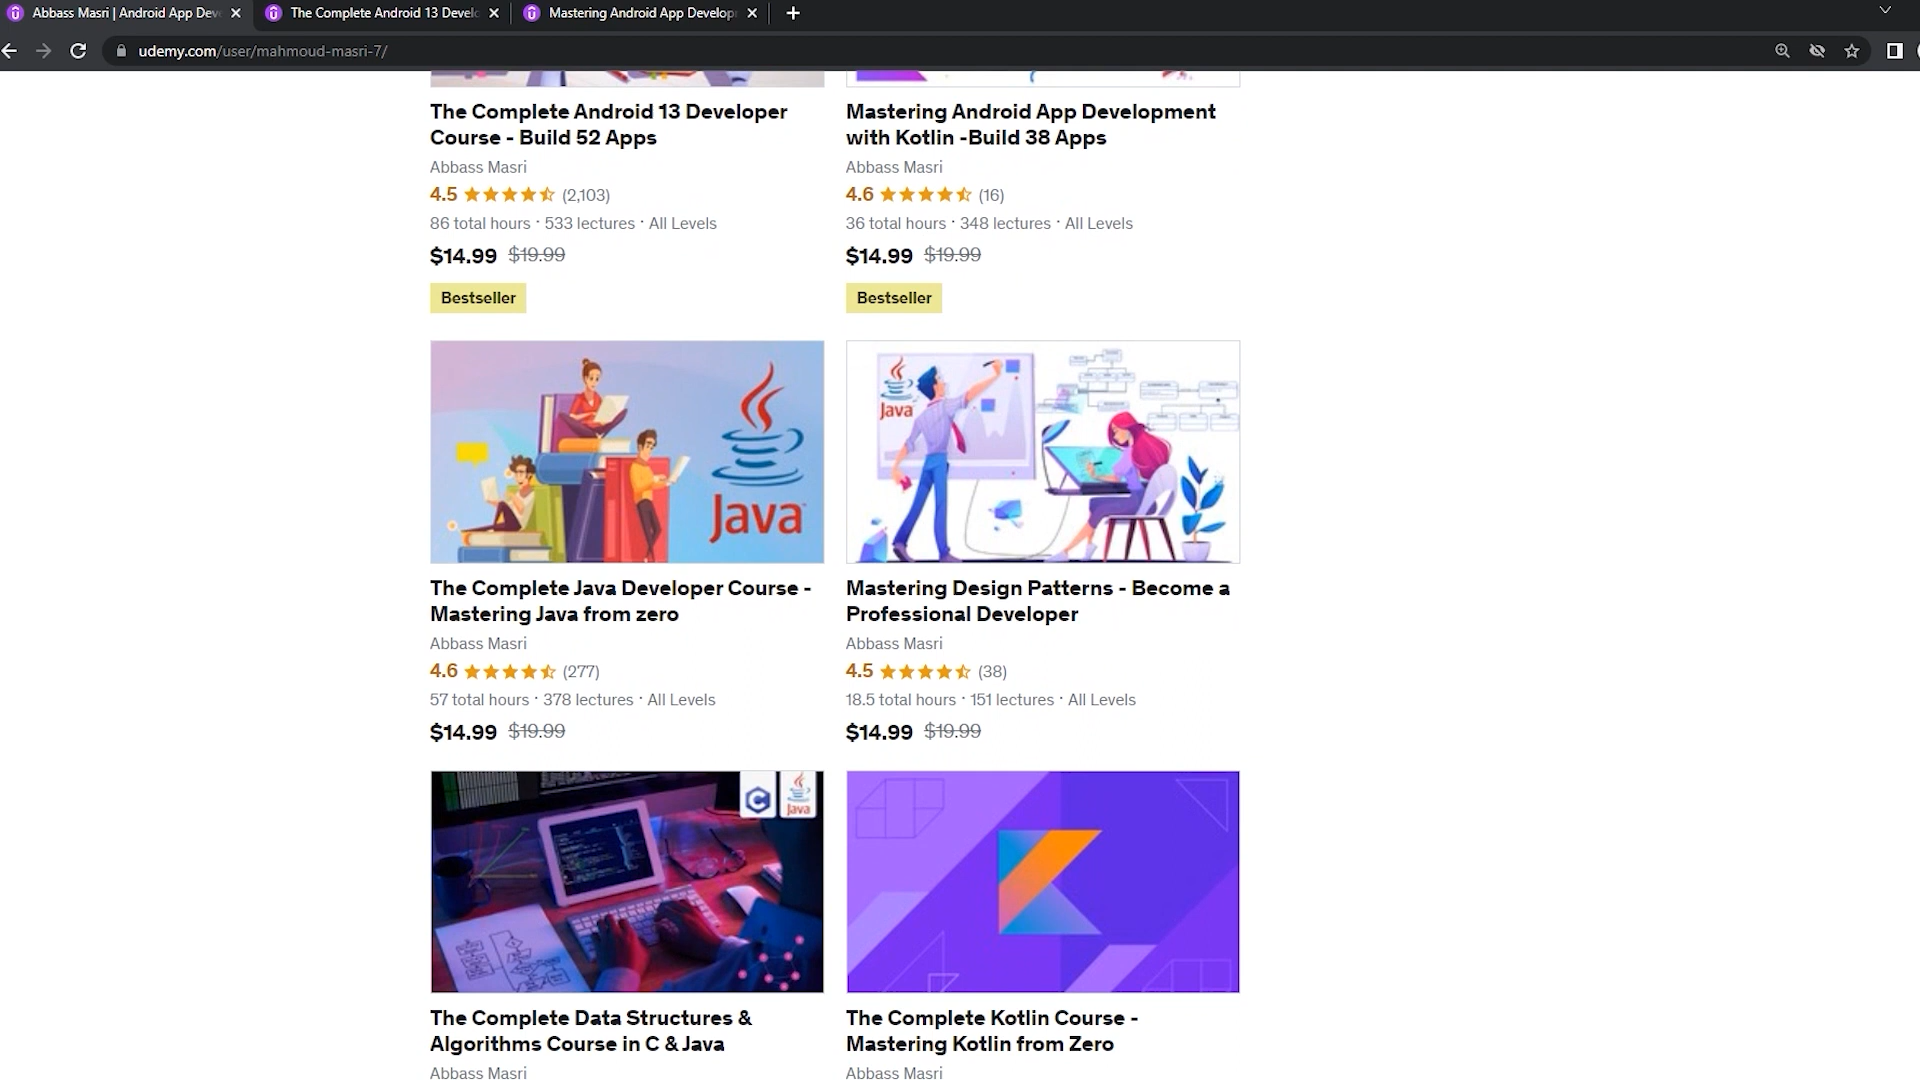 Abbass Masri | Android App Dev
The Complete Android 13 Develo
Mastering Android App Develop
udemy.com/user/mahmoud-masri-7/
The Complete Android 13 Developer
Course - Build 52 Apps
Abbass Masri
4.5 (2,103)
86 total hours · 533 lectures · All Levels
$14.99 $19.99
Bestseller
Mastering Android App Development
with Kotlin -Build 38 Apps
Abbass Masri
4.6 (16)
36 total hours · 348 lectures · All Levels
$14.99 $19.99
Bestseller
Java
The Complete Java Developer Course -
Mastering Java from zero
Abbass Masri
4.6 (277)
57 total hours · 378 lectures · All Levels
$14.99 $19.99
Java
Mastering Design Patterns - Become a
Professional Developer
Abbass Masri
4.5 (38)
18.5 total hours · 151 lectures · All Levels
$14.99 $19.99
C
Java
The Complete Data Structures &
Algorithms Course in C & Java
Abbass Masri
The Complete Kotlin Course -
Mastering Kotlin from Zero
Abbass Masri